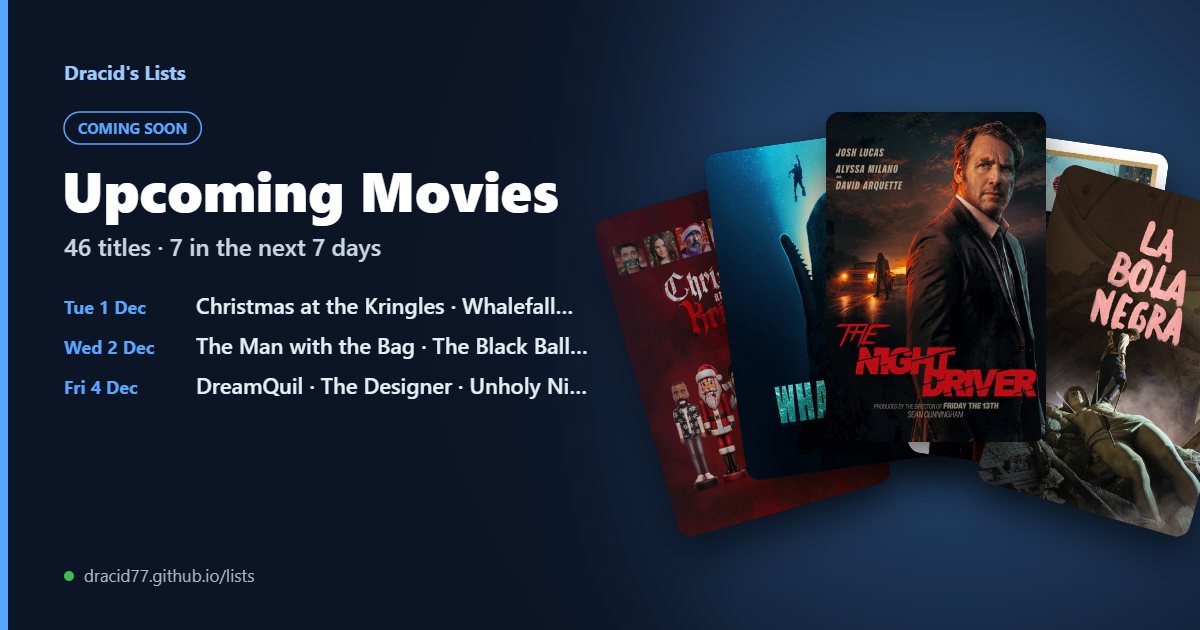 Dracid's Lists
COMING SOON
Upcoming Movies
46 titles · 7 in the next 7 days
Tue 1 Dec Christmas at the Kringles · Whalefall...
Wed 2 Dec The Man with the Bag · The Black Ball...
Fri 4 Dec DreamQuil · The Designer · Unholy Ni...
dracid77.github.io/lists
WHA
JOSH LUCAS
ALYSSA MILANO
DAVID ARQUETTE
THE
NIGHT
DRIVER
PRODUCED BY THE DIRECTOR OF FRIDAY THE 13TH
SEAN CUNNINGHAM
LA
BOLA
NEGRA